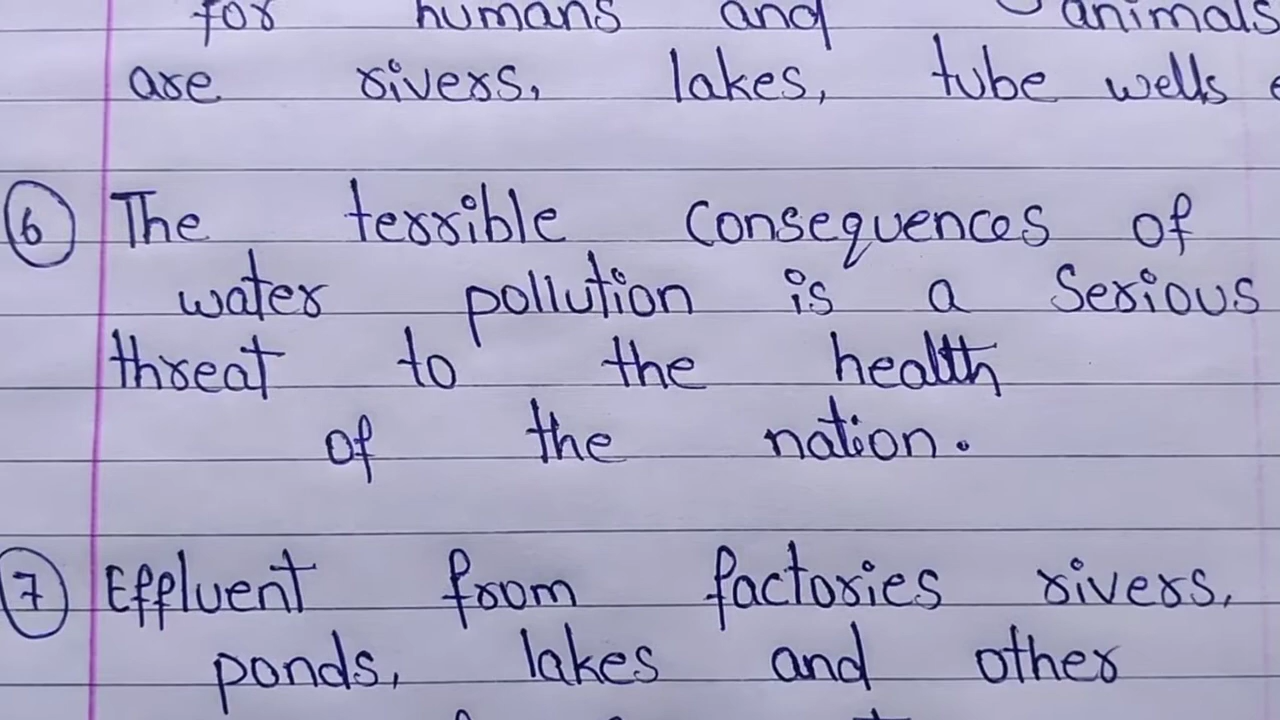 for humans and animals
are rivers, lakes, tube wells
⑥ The terrible consequences of
water pollution is a serious
threat to the health
of the nation.
⑦ Effluent from factories rivers,
ponds, lakes and other